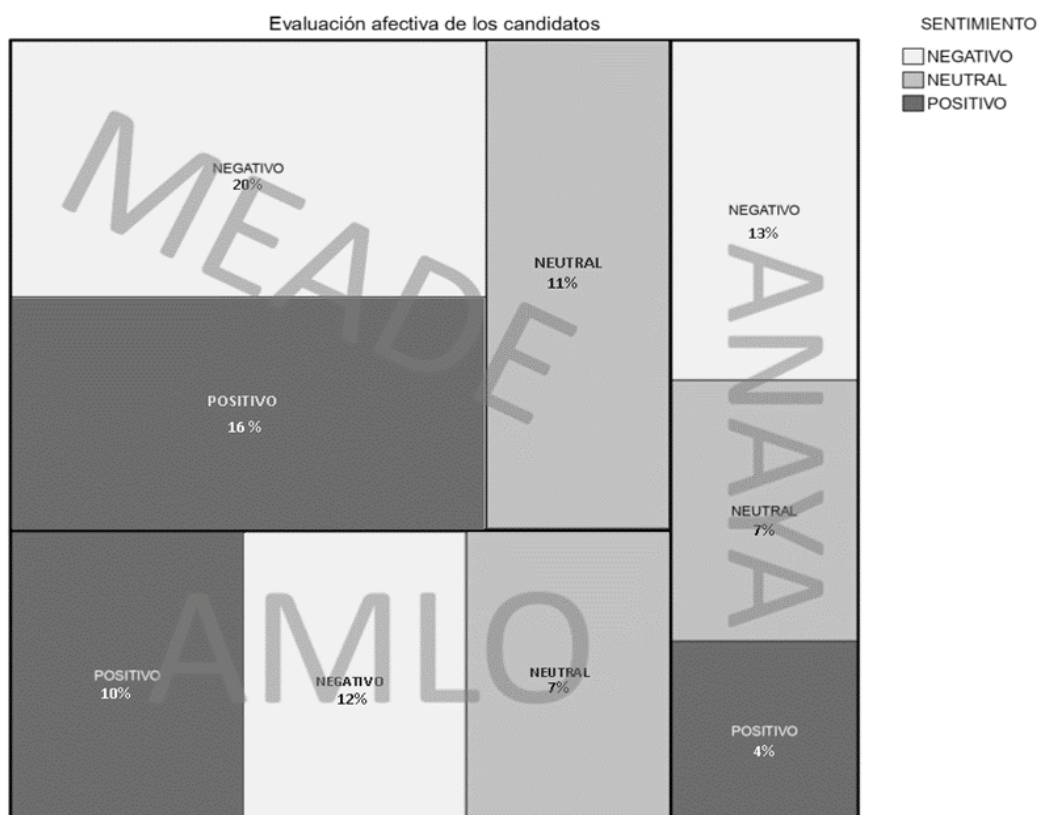 Evaluación afectiva de los candidatos
SENTIMIENTO
NEGATIVO
NEUTRAL
POSITIVO
MEADE
NEGATIVO
20%
NEUTRAL
11%
POSITIVO
16 %
ANAYA
NEGATIVO
13%
NEUTRAL
7%
POSITIVO
4%
AMLO
POSITIVO
10%
NEGATIVO
12%
NEUTRAL
7%